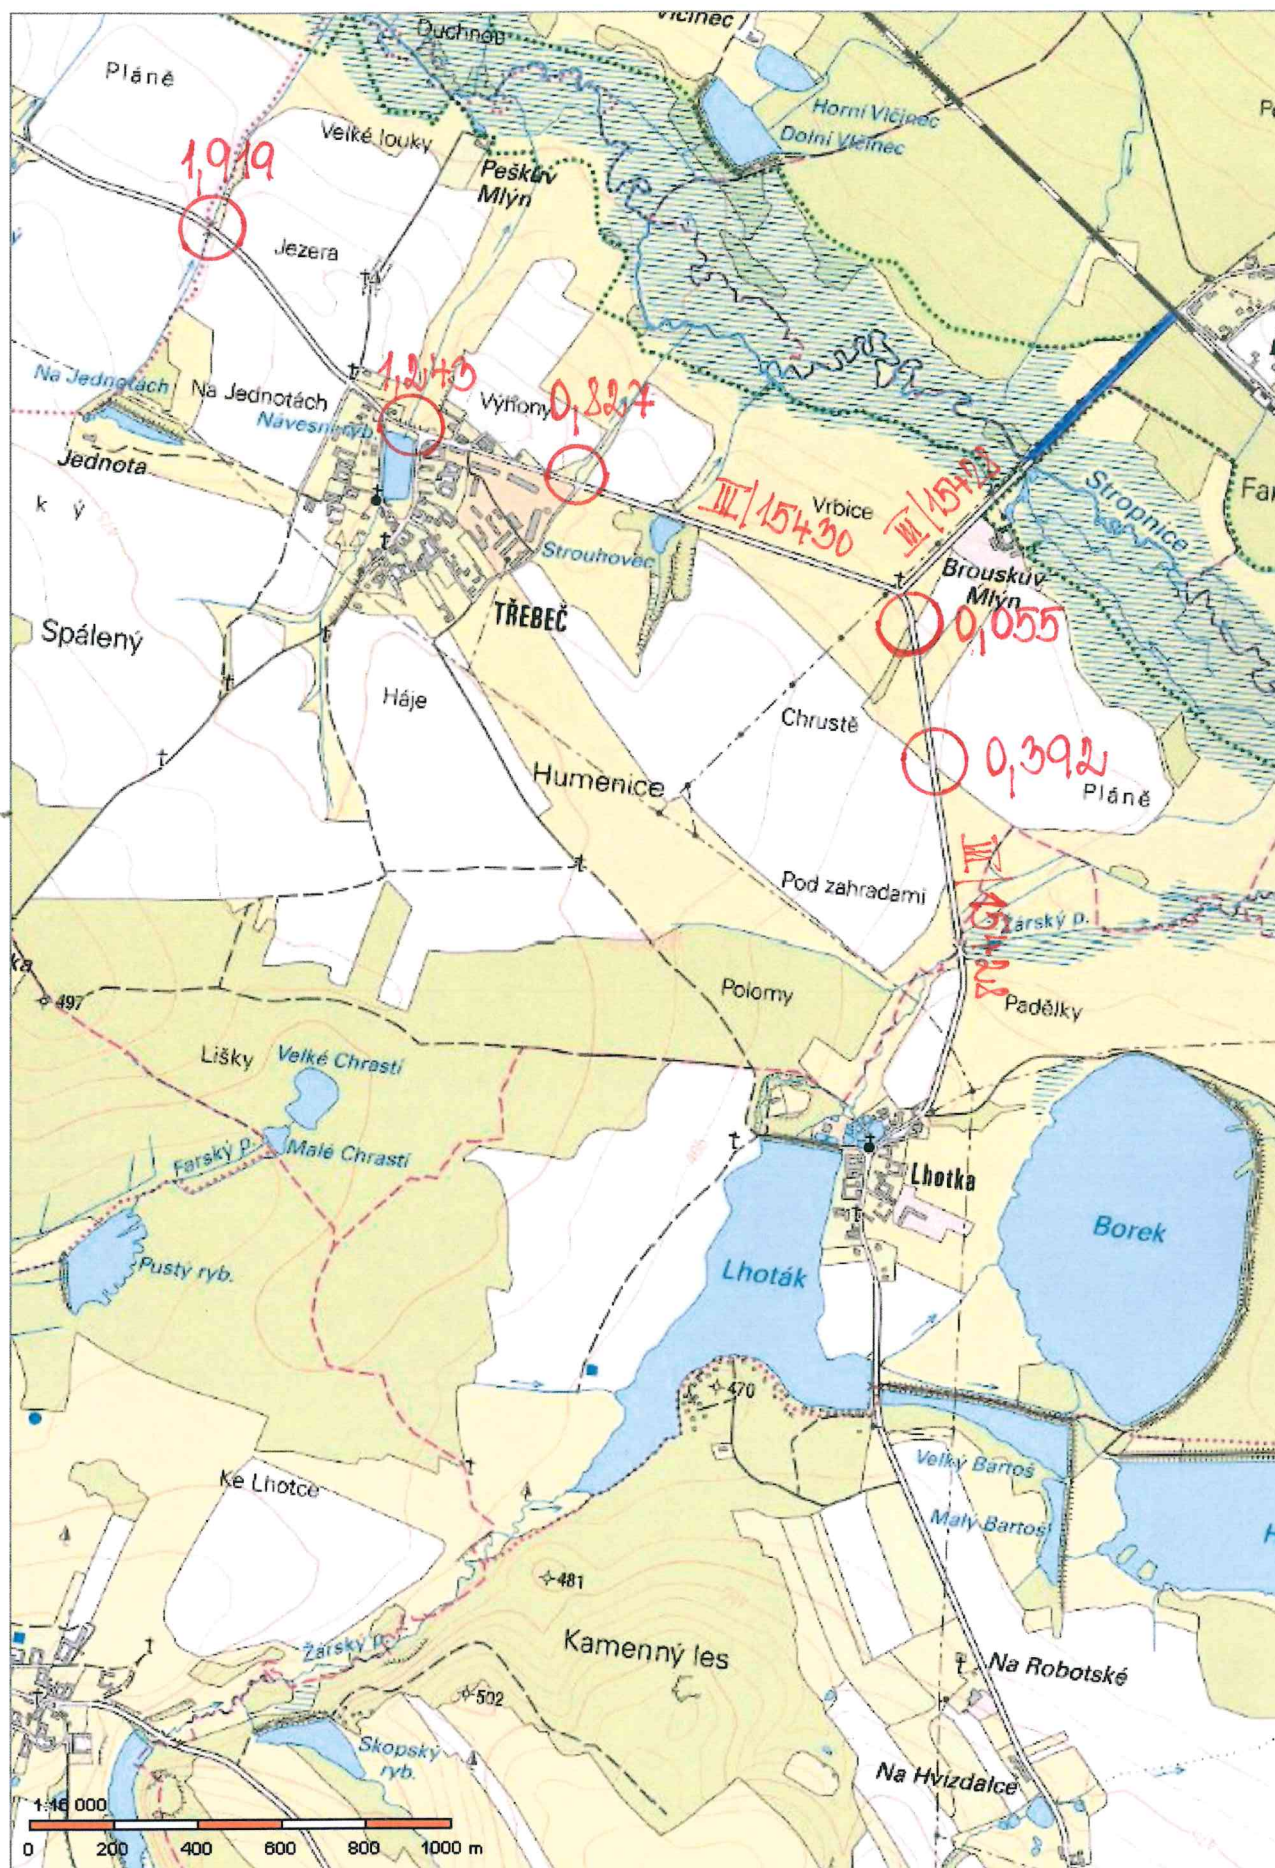 Duchnou
Vlčinec
Pláně
Horní Vlčinec
Velké louky
Dolní Vlčinec
1,919
Peškův
Mlýn
Jezera
1,243
Na Jednotách
Na Jednotách
Výhony
0,827
Návesní ryb.
Jednota
III/15430
Vrbice
III/15428
Stropnice
k ý
Strouhovec
Brouskův
Mlýn
TŘEBEČ
0,055
Spálený
Háje
Chrustě
0,392
Humenice
Pláně
III/15428
Pod zahradami
Žárský p.
497
Polomy
Padělky
Lišky
Velké Chrastí
Farský p.
Malé Chrastí
Lhotka
Borek
Pustý ryb.
Lhoták
470
Ke Lhotce
Velký Bartoš
Malý Bartoš
481
Kamenný les
Žárský p.
Na Robotské
502
Skopský
ryb.
Na Hvízdalce
1:16 000
0 200 400 600 800 1000 m